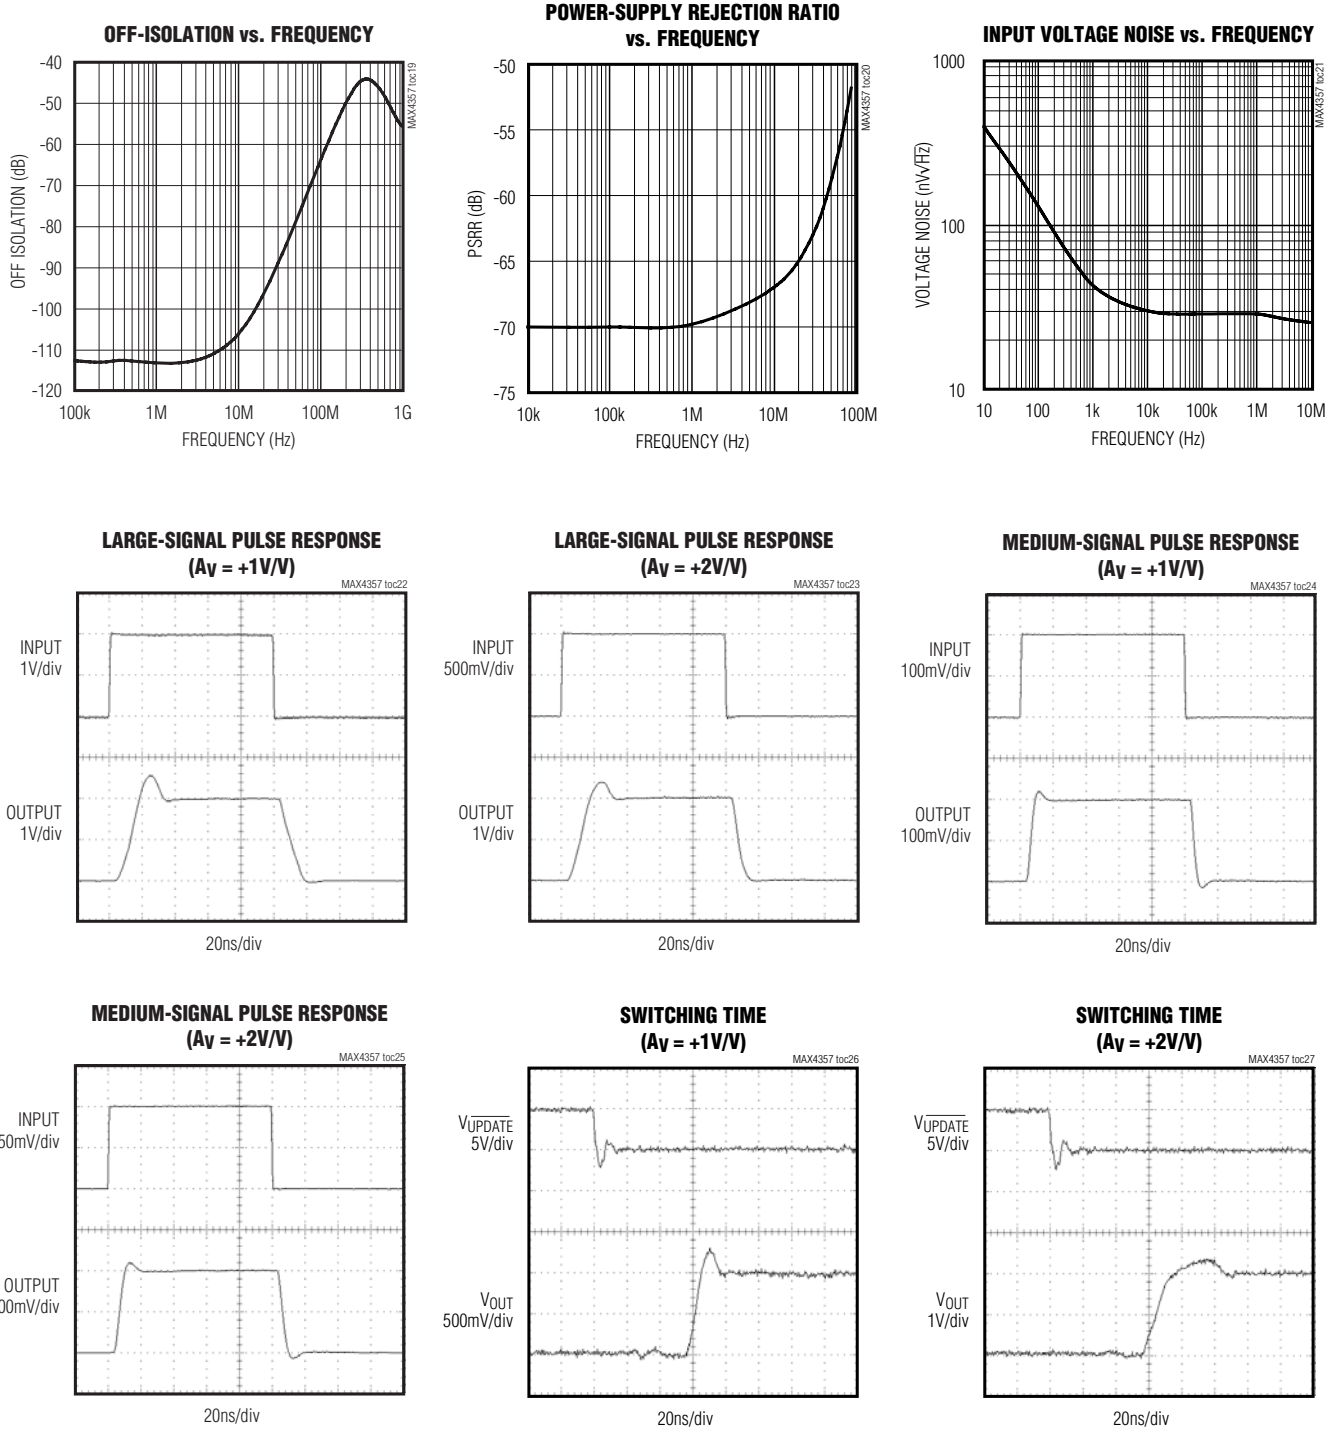 OFF-ISOLATION vs. FREQUENCY
MAX4357 toc19
OFF ISOLATION (dB)
-40
-50
-60
-70
-80
-90
-100
-110
-120
100k 1M 10M 100M 1G
FREQUENCY (Hz)
POWER-SUPPLY REJECTION RATIO
vs. FREQUENCY
MAX4357 toc20
PSRR (dB)
-50
-55
-60
-65
-70
-75
10k 100k 1M 10M 100M
FREQUENCY (Hz)
INPUT VOLTAGE NOISE vs. FREQUENCY
MAX4357 toc21
VOLTAGE NOISE (nV√Hz)
1000
100
10
10 100 1k 10k 100k 1M 10M
FREQUENCY (Hz)
LARGE-SIGNAL PULSE RESPONSE
(AV = +1V/V)
MAX4357 toc22
INPUT
1V/div
OUTPUT
1V/div
20ns/div
LARGE-SIGNAL PULSE RESPONSE
(AV = +2V/V)
MAX4357 toc23
INPUT
500mV/div
OUTPUT
1V/div
20ns/div
MEDIUM-SIGNAL PULSE RESPONSE
(AV = +1V/V)
MAX4357 toc24
INPUT
100mV/div
OUTPUT
100mV/div
20ns/div
MEDIUM-SIGNAL PULSE RESPONSE
(AV = +2V/V)
MAX4357 toc25
INPUT
50mV/div
OUTPUT
00mV/div
20ns/div
SWITCHING TIME
(AV = +1V/V)
MAX4357 toc26
VUPDATE
5V/div
VOUT
500mV/div
20ns/div
SWITCHING TIME
(AV = +2V/V)
MAX4357 toc27
VUPDATE
5V/div
VOUT
1V/div
20ns/div